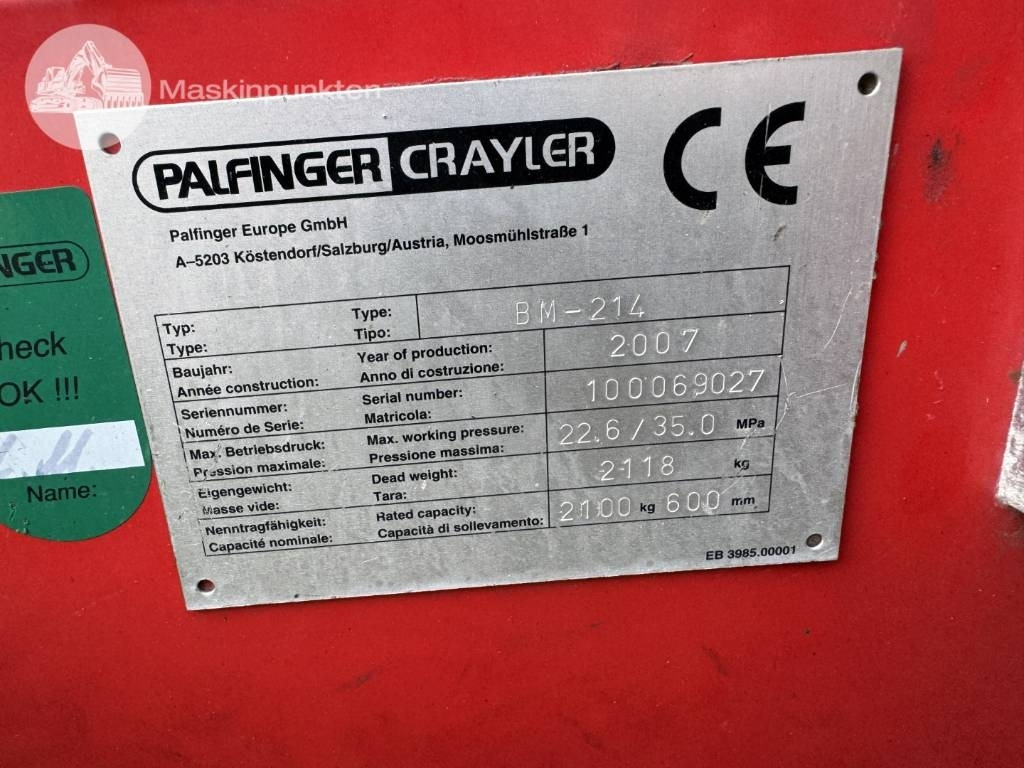 Maskinpunkten
PALFINGER CRAYLER CE
Palfinger Europe GmbH
A–5203 Köstendorf/Salzburg/Austria, Moosmühlstraße 1
Typ: Type: BM-214
Type: Tipo:
Baujahr: Year of production: 2007
Année construction: Anno di costruzione:
Seriennummer: Serial number: 100069027
Numéro de Serie: Matricola:
Max. Betriebsdruck: Max. working pressure: 22.6/35.0 MPa
Pression maximale: Pressione massima:
Eigengewicht: Dead weight: 2118 kg
Masse vide: Tara:
Nenntragfähigkeit: Rated capacity: 2100 kg 600 mm
Capacité nominale: Capacità di sollevamento:
EB 3985.00001
NGER
heck
OK !!!
Name: